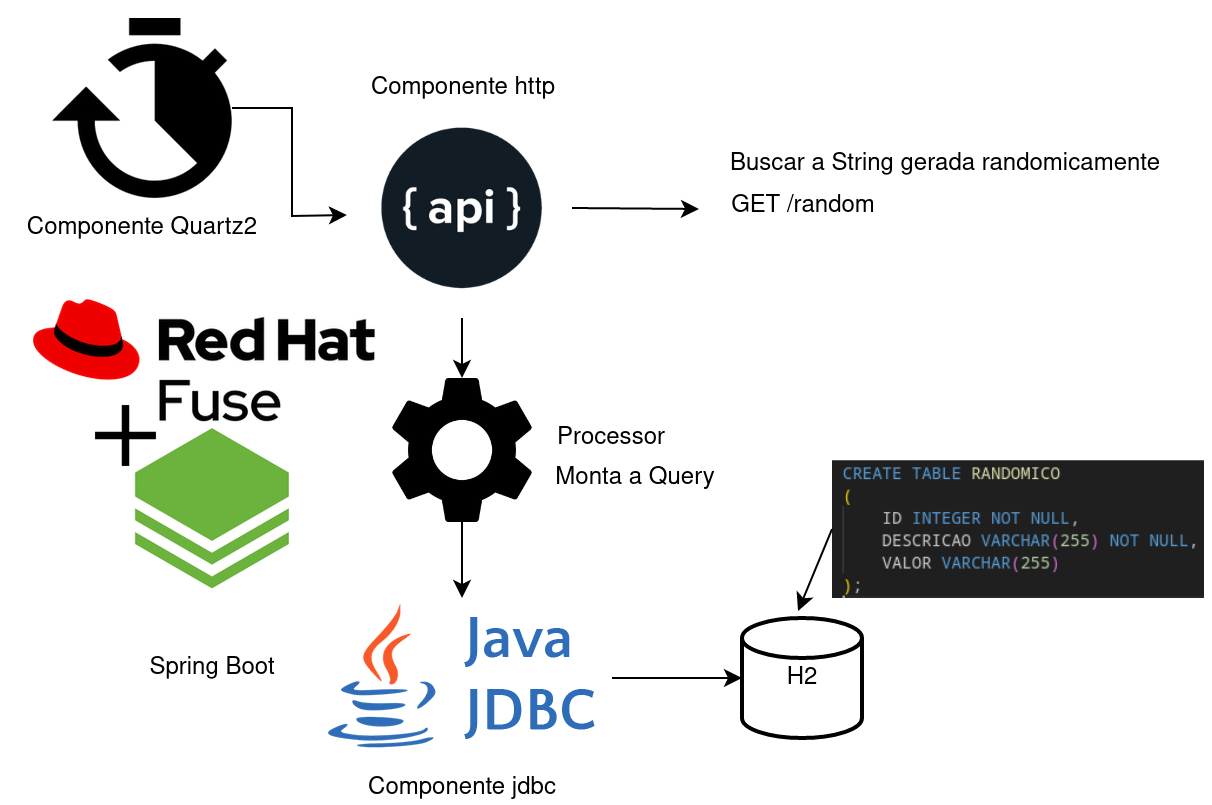 Componente http
Buscar a String gerada randomicamente
{ api }
GET /random
Componente Quartz2
Red Hat
Fuse
Processor
Monta a Query
CREATE TABLE RANDOMICO
(
ID INTEGER NOT NULL,
DESCRICAO VARCHAR(255) NOT NULL,
VALOR VARCHAR(255)
);
Spring Boot
Java
JDBC
H2
Componente jdbc